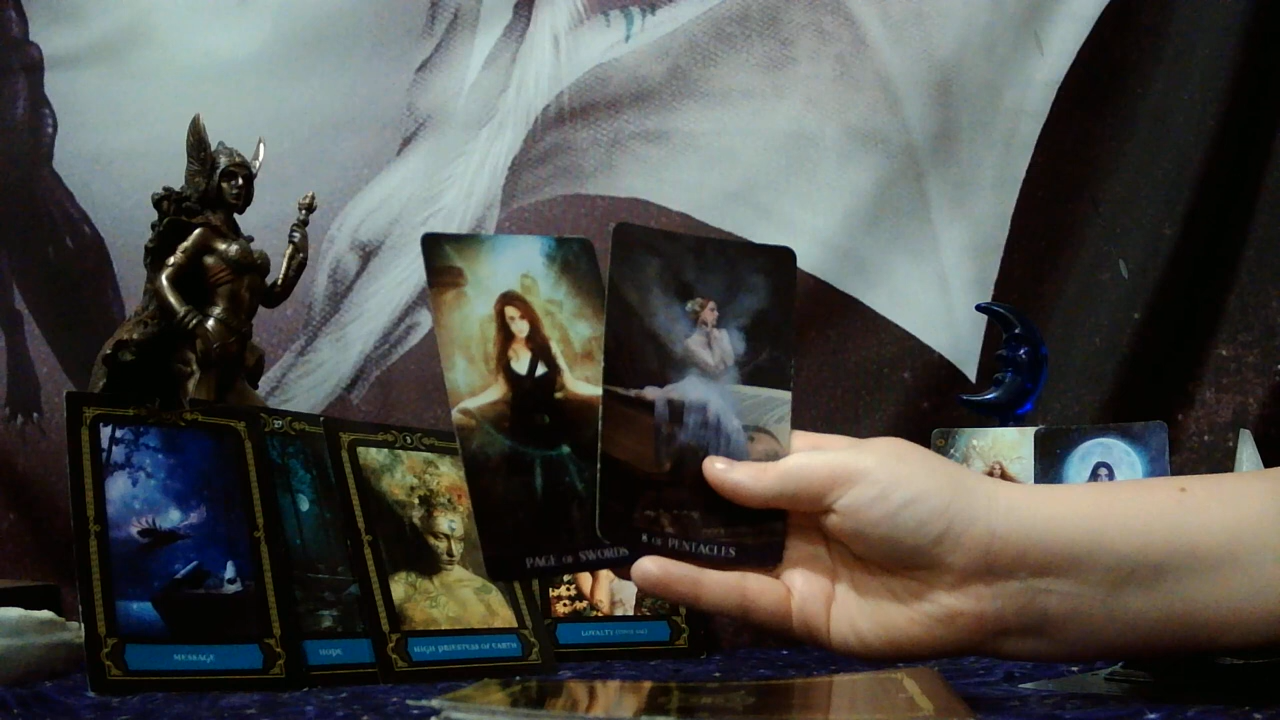 PAGE OF SWORDS
8 OF PENTACLES
MESSAGE
HOPE
HIGH PRIESTESS OF EARTH
LOYALTY